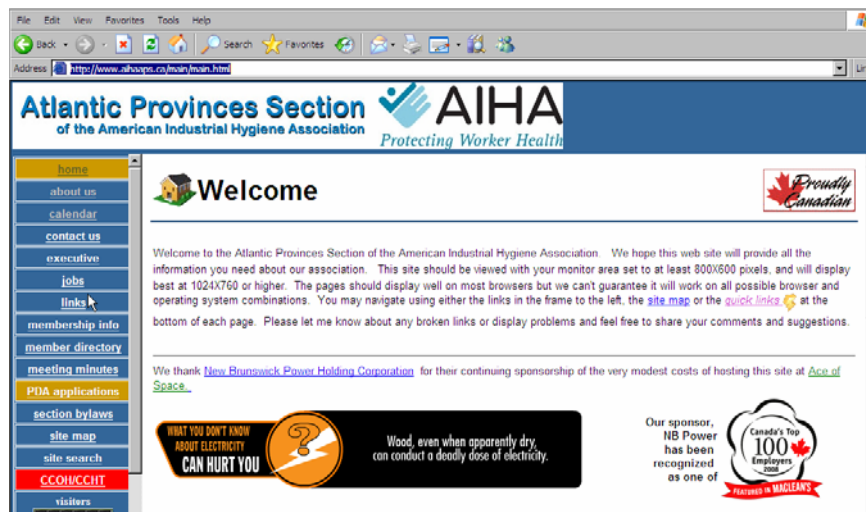 File Edit View Favorites Tools Help
Back Search Favorites
Address http://www.aihaaps.ca/main/main.html
Atlantic Provinces Section
of the American Industrial Hygiene Association
AIHA
Protecting Worker Health
home
about us
calendar
contact us
executive
jobs
links
membership info
member directory
meeting minutes
PDA applications
section bylaws
site map
site search
CCOH/CCHT
visitors
Welcome
Proudly
Canadian
Welcome to the Atlantic Provinces Section of the American Industrial Hygiene Association. We hope this web site will provide all the
information you need about our association. This site should be viewed with your monitor area set to at least 800X600 pixels, and will display
best at 1024X760 or higher. The pages should display well on most browsers but we can't guarantee it will work on all possible browser and
operating system combinations. You may navigate using either the links in the frame to the left, the site map or the quick links at the
bottom of each page. Please let me know about any broken links or display problems and feel free to share your comments and suggestions.
We thank New Brunswick Power Holding Corporation for their continuing sponsorship of the very modest costs of hosting this site at Ace of
Space.
WHAT YOU DON'T KNOW
ABOUT ELECTRICITY
CAN HURT YOU
Wood, even when apparently dry,
can conduct a deadly dose of electricity.
Our sponsor,
NB Power
has been
recognized
as one of
Canada's Top
100
Employers
2008
FEATURED IN MACLEAN'S